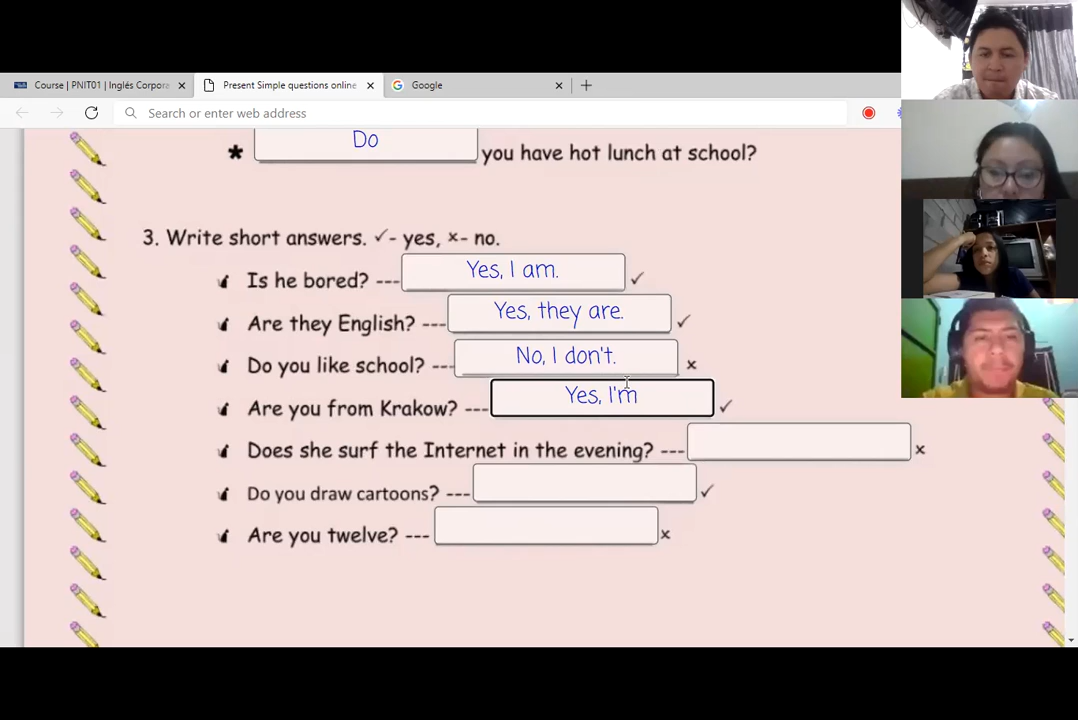 Course | PNIT01 | Inglés Corpora
Present Simple questions online
Google
Search or enter web address
* Do you have hot lunch at school?
3. Write short answers. ✓- yes, ×- no.
Is he bored? --- Yes, I am. ✓
Are they English? --- Yes, they are. ✓
Do you like school? --- No, I don't. ×
Are you from Krakow? --- Yes, I'm ✓
Does she surf the Internet in the evening? --- ×
Do you draw cartoons? --- ✓
Are you twelve? --- ×